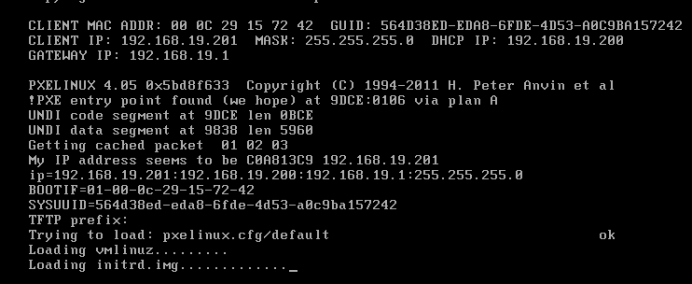 CLIENT MAC ADDR: 00 0C 29 15 72 42  GUID: 564D38ED-EDA8-6FDE-4D53-A0C9BA157242
CLIENT IP: 192.168.19.201  MASK: 255.255.255.0  DHCP IP: 192.168.19.200
GATEWAY IP: 192.168.19.1

PXELINUX 4.05 0x5bd8f633  Copyright (C) 1994-2011 H. Peter Anvin et al
!PXE entry point found (we hope) at 9DCE:0106 via plan A
UNDI code segment at 9DCE len 0BCE
UNDI data segment at 9838 len 5960
Getting cached packet  01 02 03
My IP address seems to be C0A813C9 192.168.19.201
ip=192.168.19.201:192.168.19.200:192.168.19.1:255.255.255.0
BOOTIF=01-00-0c-29-15-72-42
SYSUUID=564d38ed-eda8-6fde-4d53-a0c9ba157242
TFTP prefix:
Trying to load: pxelinux.cfg/default                                    ok
Loading vmlinuz.........
Loading initrd.img............._